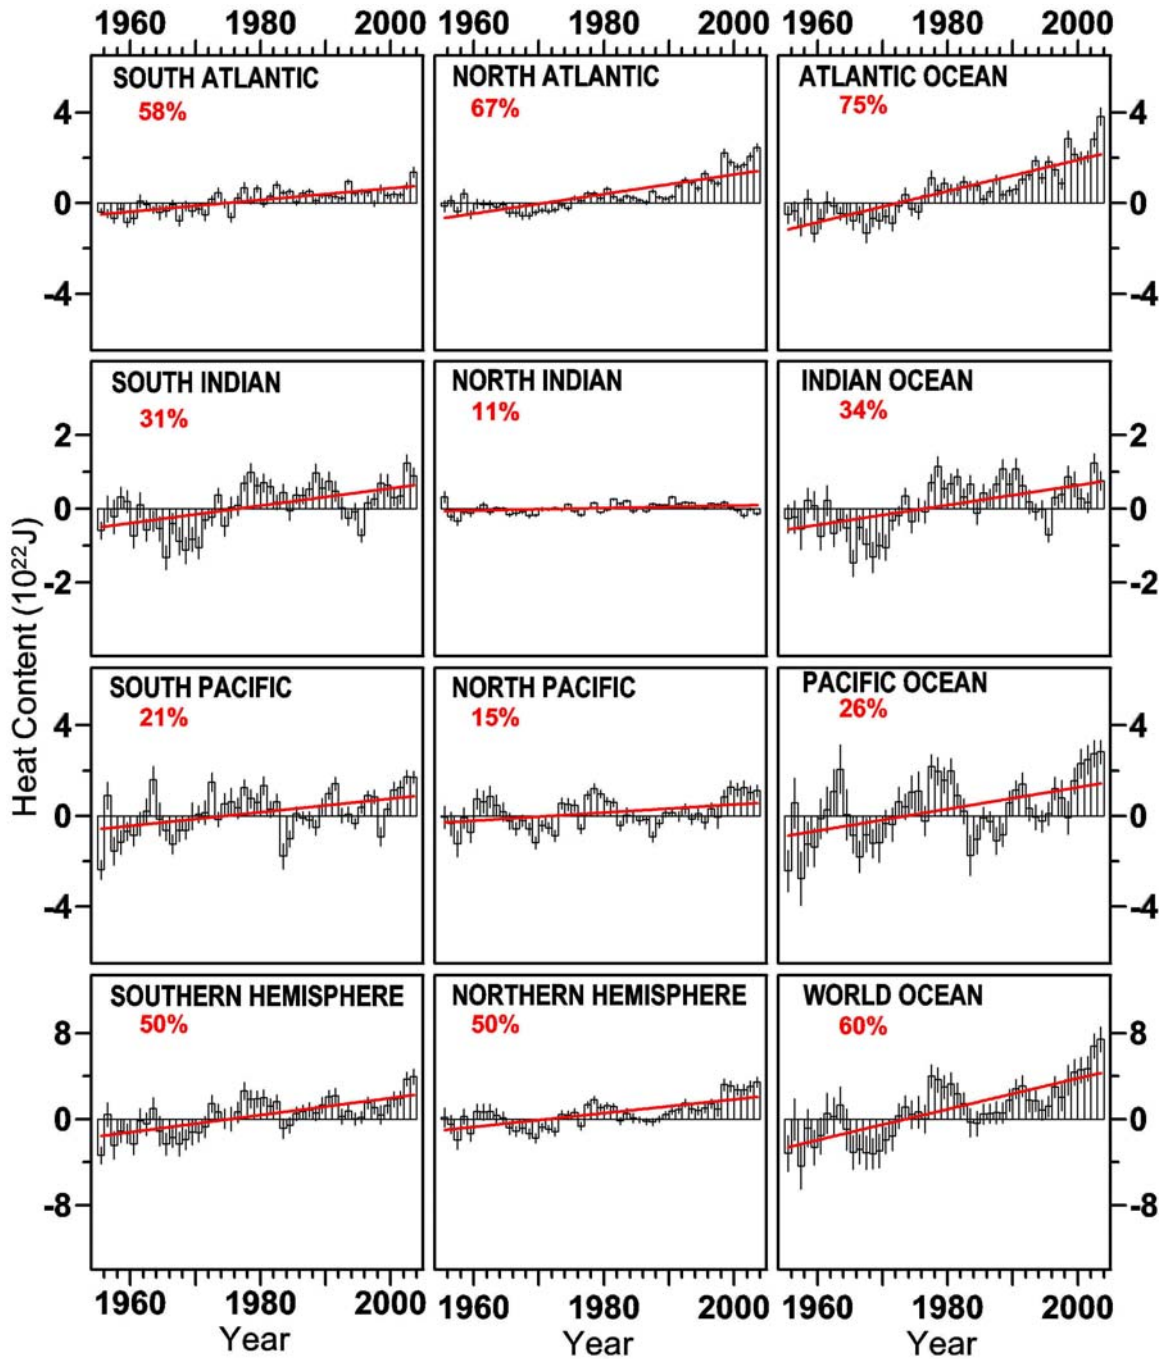 1960 1980 2000 1960 1980 2000 1960 1980 2000
SOUTH ATLANTIC NORTH ATLANTIC ATLANTIC OCEAN
58% 67% 75%
4 4
0 0
-4 -4
SOUTH INDIAN NORTH INDIAN INDIAN OCEAN
31% 11% 34%
2 2
0 0
-2 -2
Heat Content (10²²J)
SOUTH PACIFIC NORTH PACIFIC PACIFIC OCEAN
21% 15% 26%
4 4
0 0
-4 -4
SOUTHERN HEMISPHERE NORTHERN HEMISPHERE WORLD OCEAN
50% 50% 60%
8 8
0 0
-8 -8
1960 1980 2000 1960 1980 2000 1960 1980 2000
Year Year Year